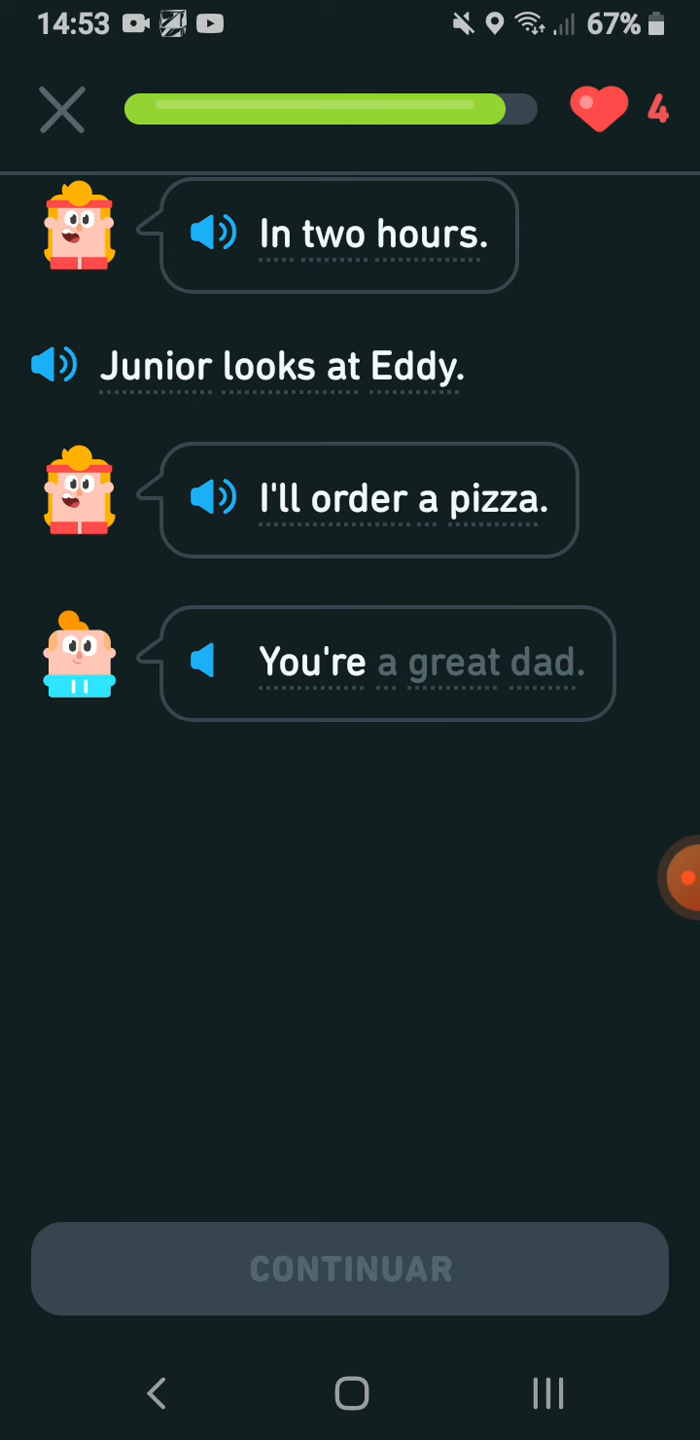 14:53 67%
4
In two hours.
Junior looks at Eddy.
I'll order a pizza.
You're a great dad.
CONTINUAR